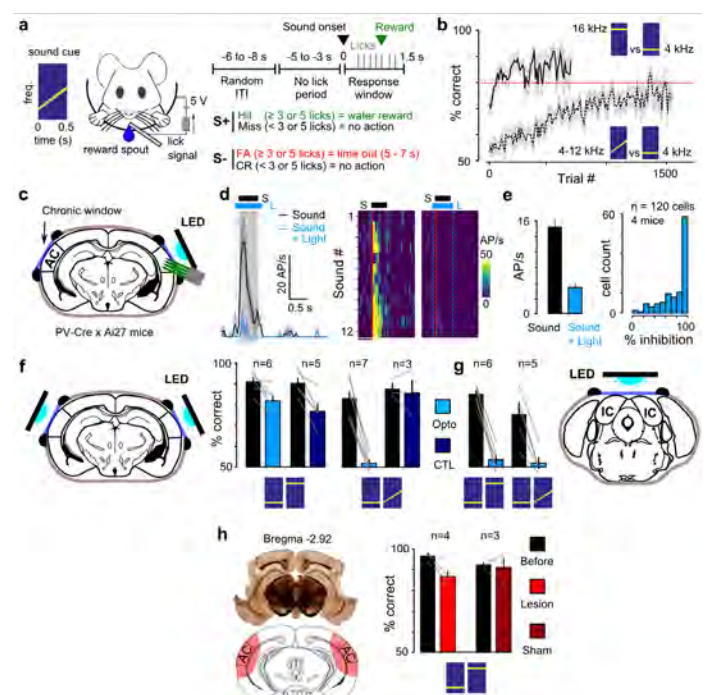 a
sound cue
freq.
0 0.5
time (s)
reward spout
5 V
lick
signal
Sound onset
Reward
0
Licks
1.5 s
-6 to -8 s
-5 to -3 s
Random
ITI
No lick
period
Response
window
S+
Hit (≥ 3 or 5 licks) = water reward
Miss (< 3 or 5 licks) = no action
S-
FA (≥ 3 or 5 licks) = time out (5 - 7 s)
CR (< 3 or 5 licks) = no action
b
% correct
50
0
1500
Trial #
16 kHz
vs
4 kHz
4-12 kHz
vs
4 kHz
c
Chronic window
LED
AC
PV-Cre x Ai27 mice
d
S
L
Sound
Sound
+ Light
20 AP/s
0.5 s
Sound #
1
12
S
S
L
AP/s
50
0
e
AP/s
15
0
Sound
Sound
+ Light
n = 120 cells
4 mice
cell count
60
0
0
100
% inhibition
f
LED
% correct
100
50
n=6
n=5
n=7
n=3
Opto
CTL
g
n=6
n=5
LED
IC
IC
h
Bregma -2.92
AC
AC
% correct
100
50
n=4
n=3
Before
Lesion
Sham